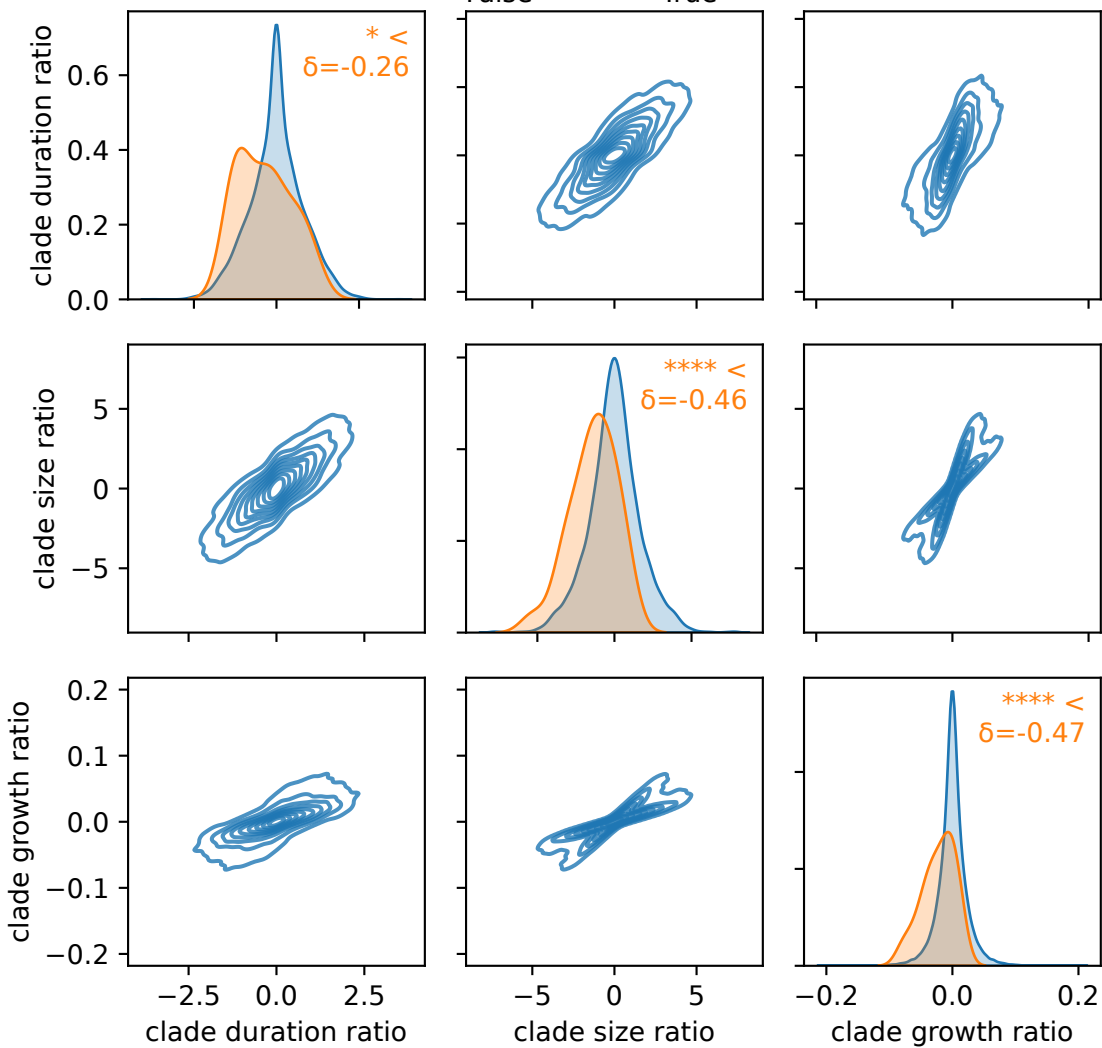 True
clade duration ratio
0.6
0.4
0.2
0.0
* <
δ=-0.26
clade size ratio
5
0
−5
**** <
δ=-0.46
clade growth ratio
0.2
0.1
0.0
−0.1
−0.2
**** <
δ=-0.47
−2.5 0.0 2.5
clade duration ratio
−5 0 5
clade size ratio
−0.2 0.0 0.2
clade growth ratio